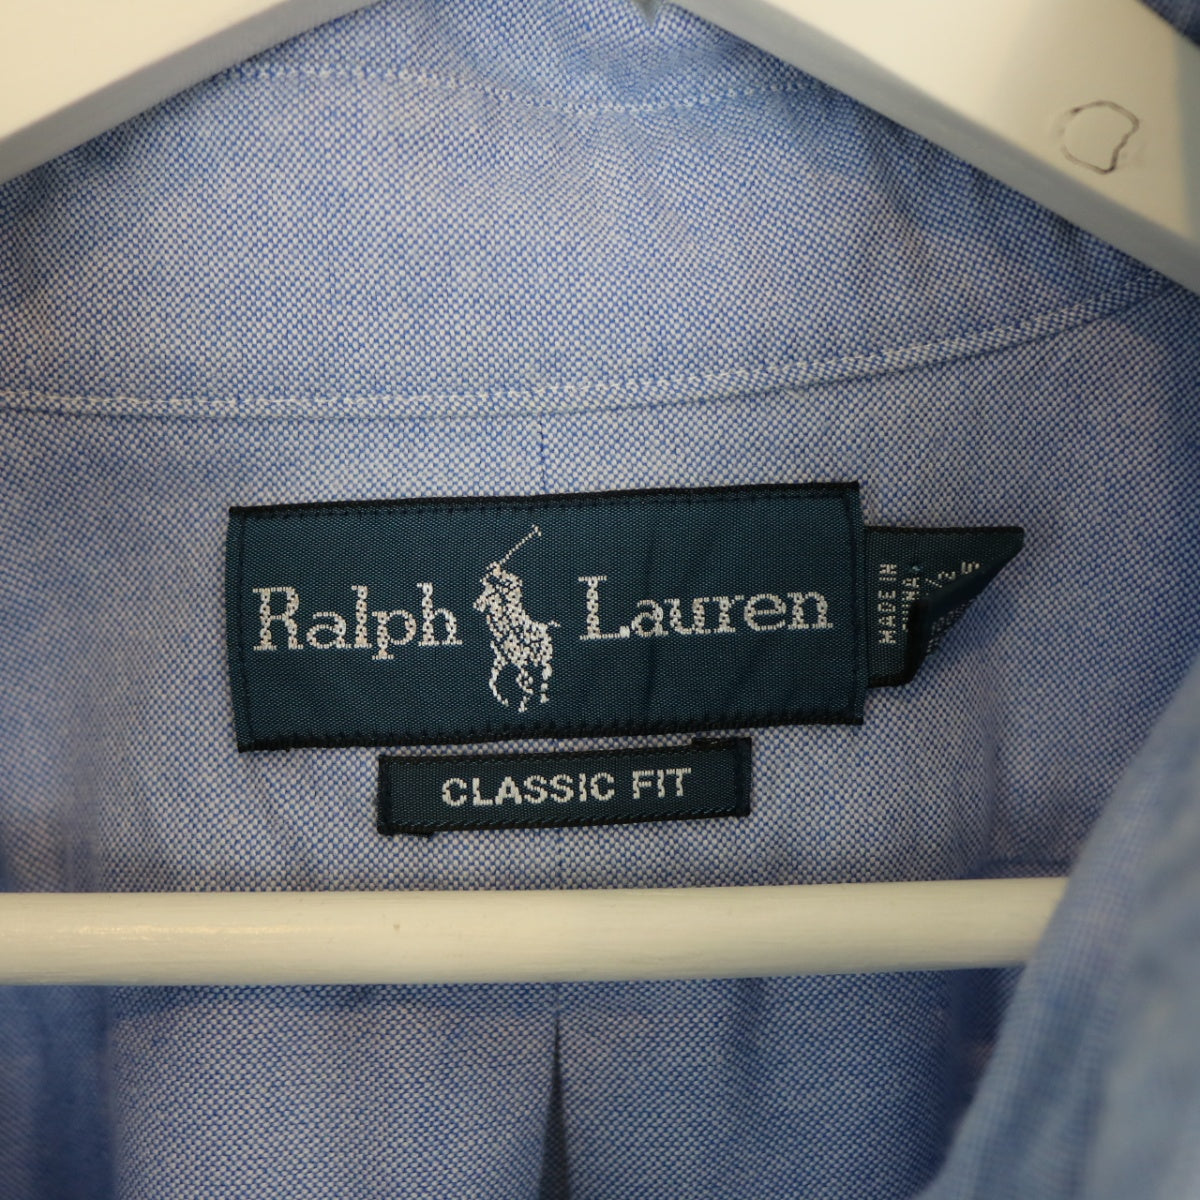 Ralph Lauren
CLASSIC FIT
MADE IN